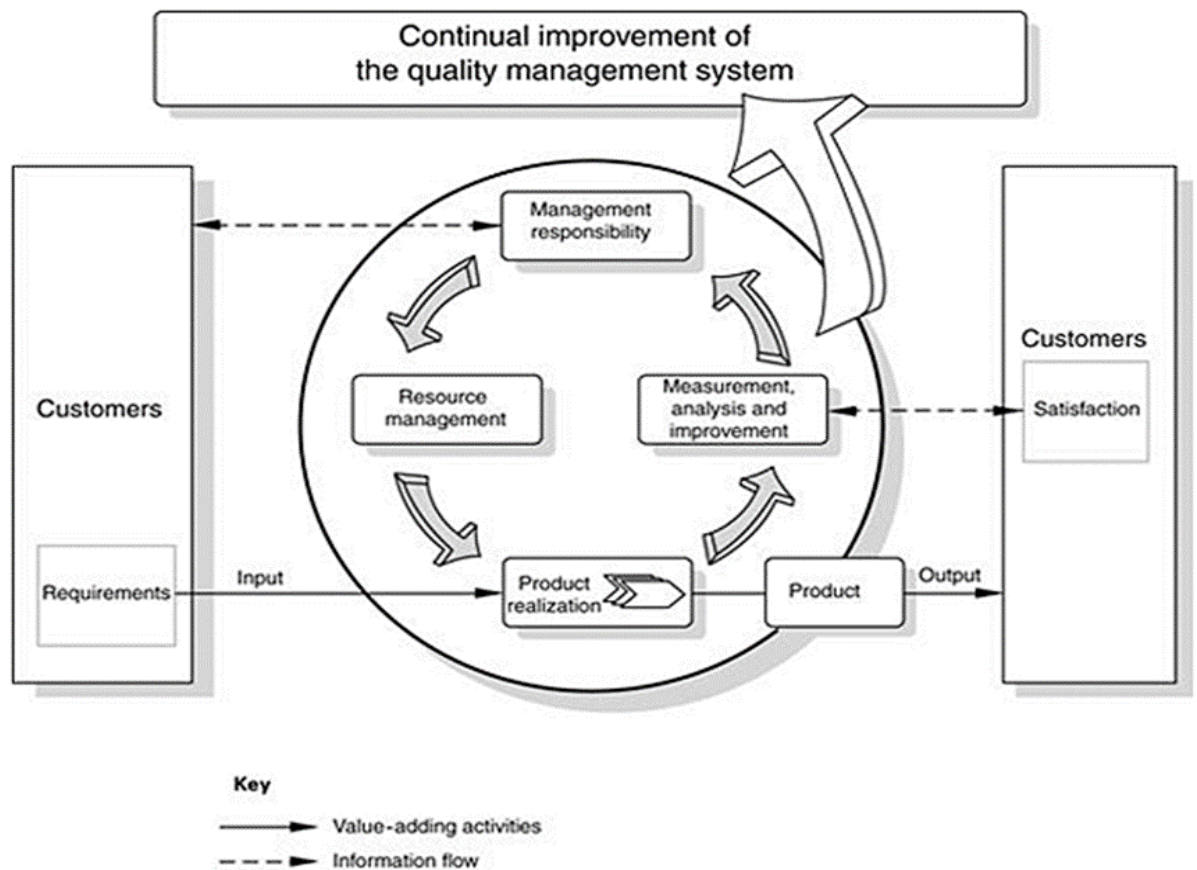 Continual improvement of
the quality management system
Management
responsibility
Customers
Resource
management
Measurement,
analysis and
improvement
Customers
Satisfaction
Requirements
Input
Product
realization
Product
Output
Key
Value-adding activities
Information flow